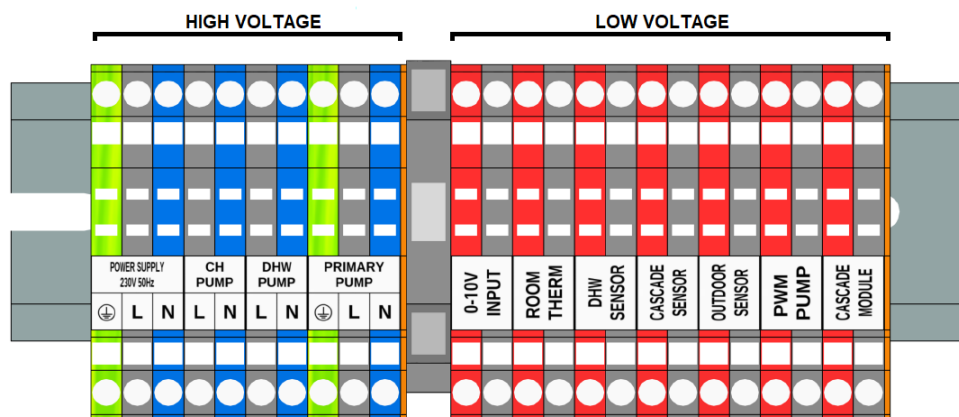 HIGH VOLTAGE
LOW VOLTAGE
POWER SUPPLY
230V 50Hz
CH
PUMP
DHW
PUMP
PRIMARY
PUMP
L
N
L
N
L
N
L
N
0-10V
INPUT
ROOM
THERM
DHW
SENSOR
CASCADE
SENSOR
OUTDOOR
SENSOR
PWM
PUMP
CASCADE
MODULE